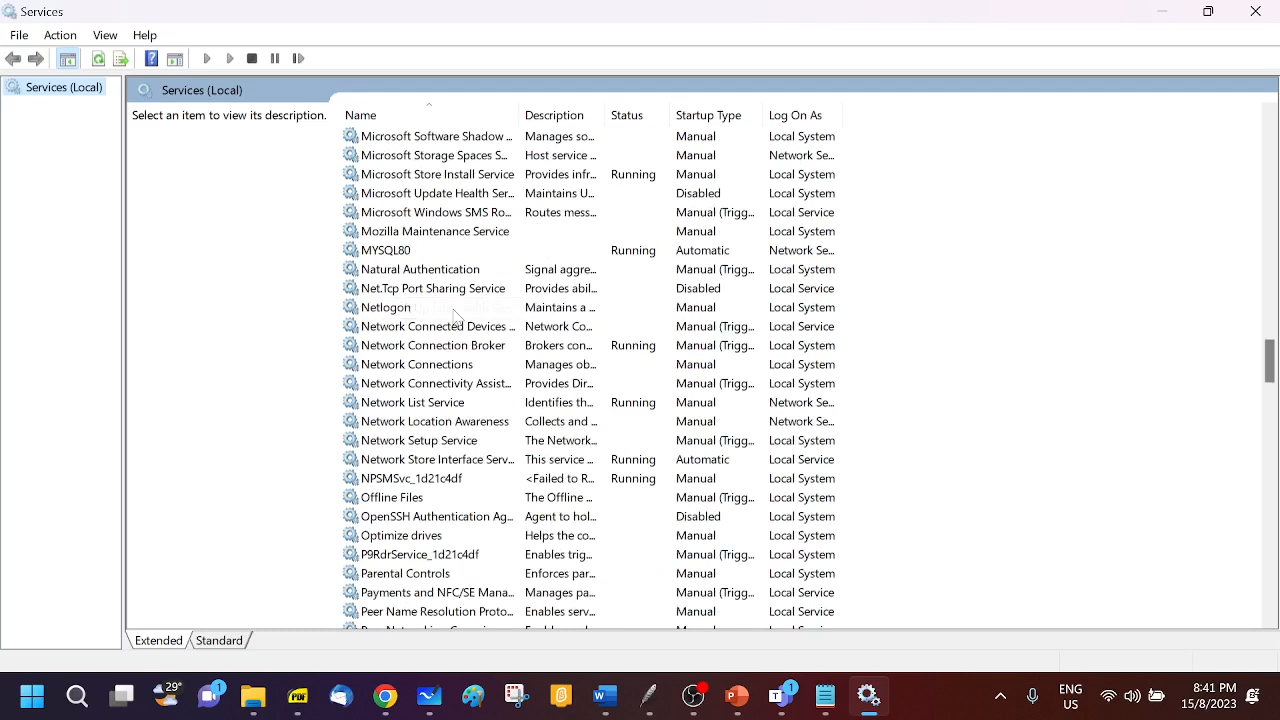 Services
File Action View Help
Services (Local)
Services (Local)
Select an item to view its description.
Name Description Status Startup Type Log On As
Microsoft Software Shadow ... Manages so... Manual Local System
Microsoft Storage Spaces S... Host service ... Manual Network Se...
Microsoft Store Install Service Provides infr... Running Manual Local System
Microsoft Update Health Ser... Maintains U... Disabled Local System
Microsoft Windows SMS Ro... Routes mess... Manual (Trigg... Local Service
Mozilla Maintenance Service Manual Local System
MYSQL80 Running Automatic Network Se...
Natural Authentication Signal aggre... Manual (Trigg... Local System
Net.Tcp Port Sharing Service Provides abil... Disabled Local Service
Netlogon Maintains a ... Manual Local System
Network Connected Devices ... Network Co... Manual (Trigg... Local Service
Network Connection Broker Brokers con... Running Manual (Trigg... Local System
Network Connections Manages ob... Manual Local System
Network Connectivity Assist... Provides Dir... Manual (Trigg... Local System
Network List Service Identifies th... Running Manual Network Se...
Network Location Awareness Collects and ... Manual Network Se...
Network Setup Service The Network... Manual (Trigg... Local System
Network Store Interface Serv... This service ... Running Automatic Local Service
NPSMSvc_1d21c4df <Failed to R... Running Manual Local System
Offline Files The Offline ... Manual (Trigg... Local System
OpenSSH Authentication Ag... Agent to hol... Disabled Local System
Optimize drives Helps the co... Manual Local System
P9RdrService_1d21c4df Enables trig... Manual (Trigg... Local System
Parental Controls Enforces par... Manual Local System
Payments and NFC/SE Mana... Manages pa... Manual (Trigg... Local Service
Peer Name Resolution Proto... Enables serv... Manual Local Service
Extended Standard
29° 1 PDF 1 ENG US 8:41 PM 15/8/2023